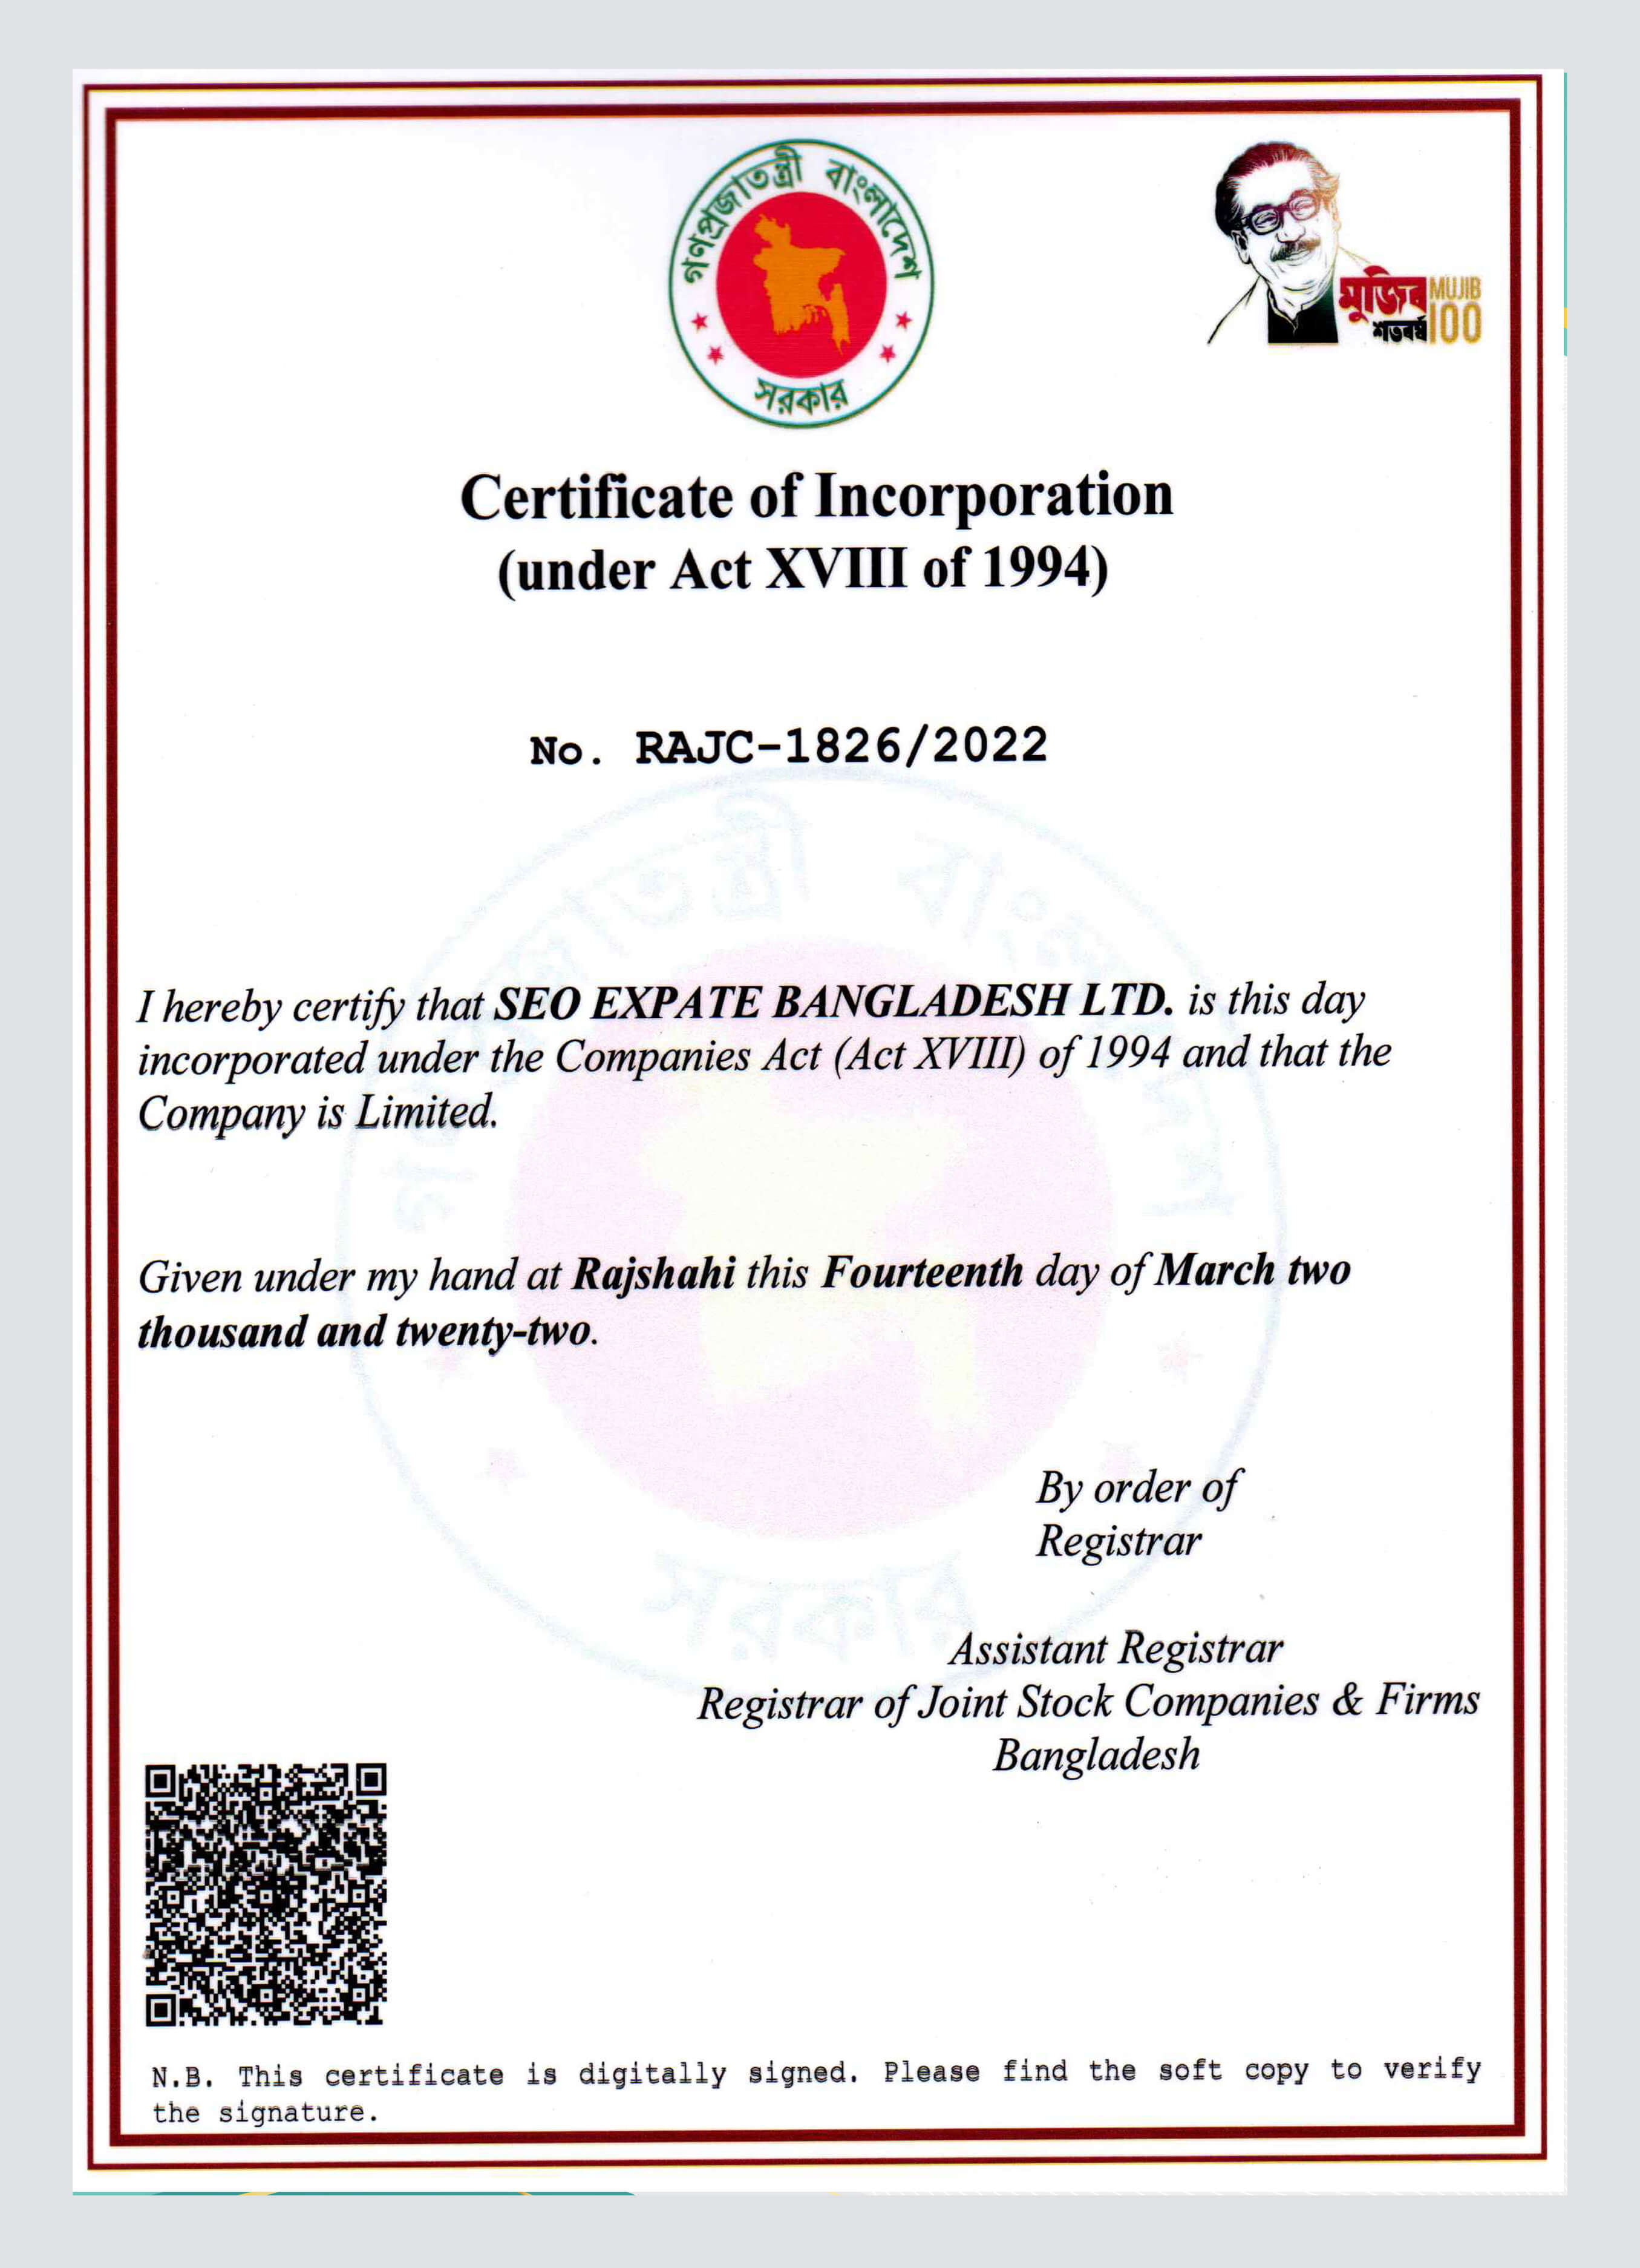 গণপ্রজাতন্ত্রী বাংলাদেশ
সরকার
মুজিব
শতবর্ষ
MUJIB
100
Certificate of Incorporation
(under Act XVIII of 1994)
No. RAJC-1826/2022
I hereby certify that SEO EXPATE BANGLADESH LTD. is this day
incorporated under the Companies Act (Act XVIII) of 1994 and that the
Company is Limited.
Given under my hand at Rajshahi this Fourteenth day of March two
thousand and twenty-two.
By order of
Registrar
Assistant Registrar
Registrar of Joint Stock Companies & Firms
Bangladesh
N.B. This certificate is digitally signed. Please find the soft copy to verify
the signature.